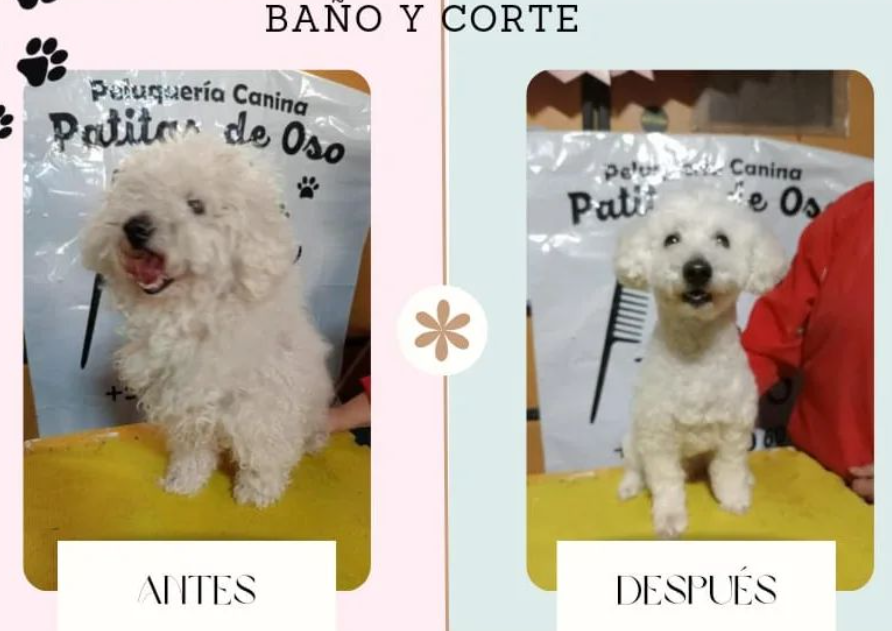 BAÑO Y CORTE
Peluquería Canina
Patitas de Oso
Canina
ANTES
DESPUÉS